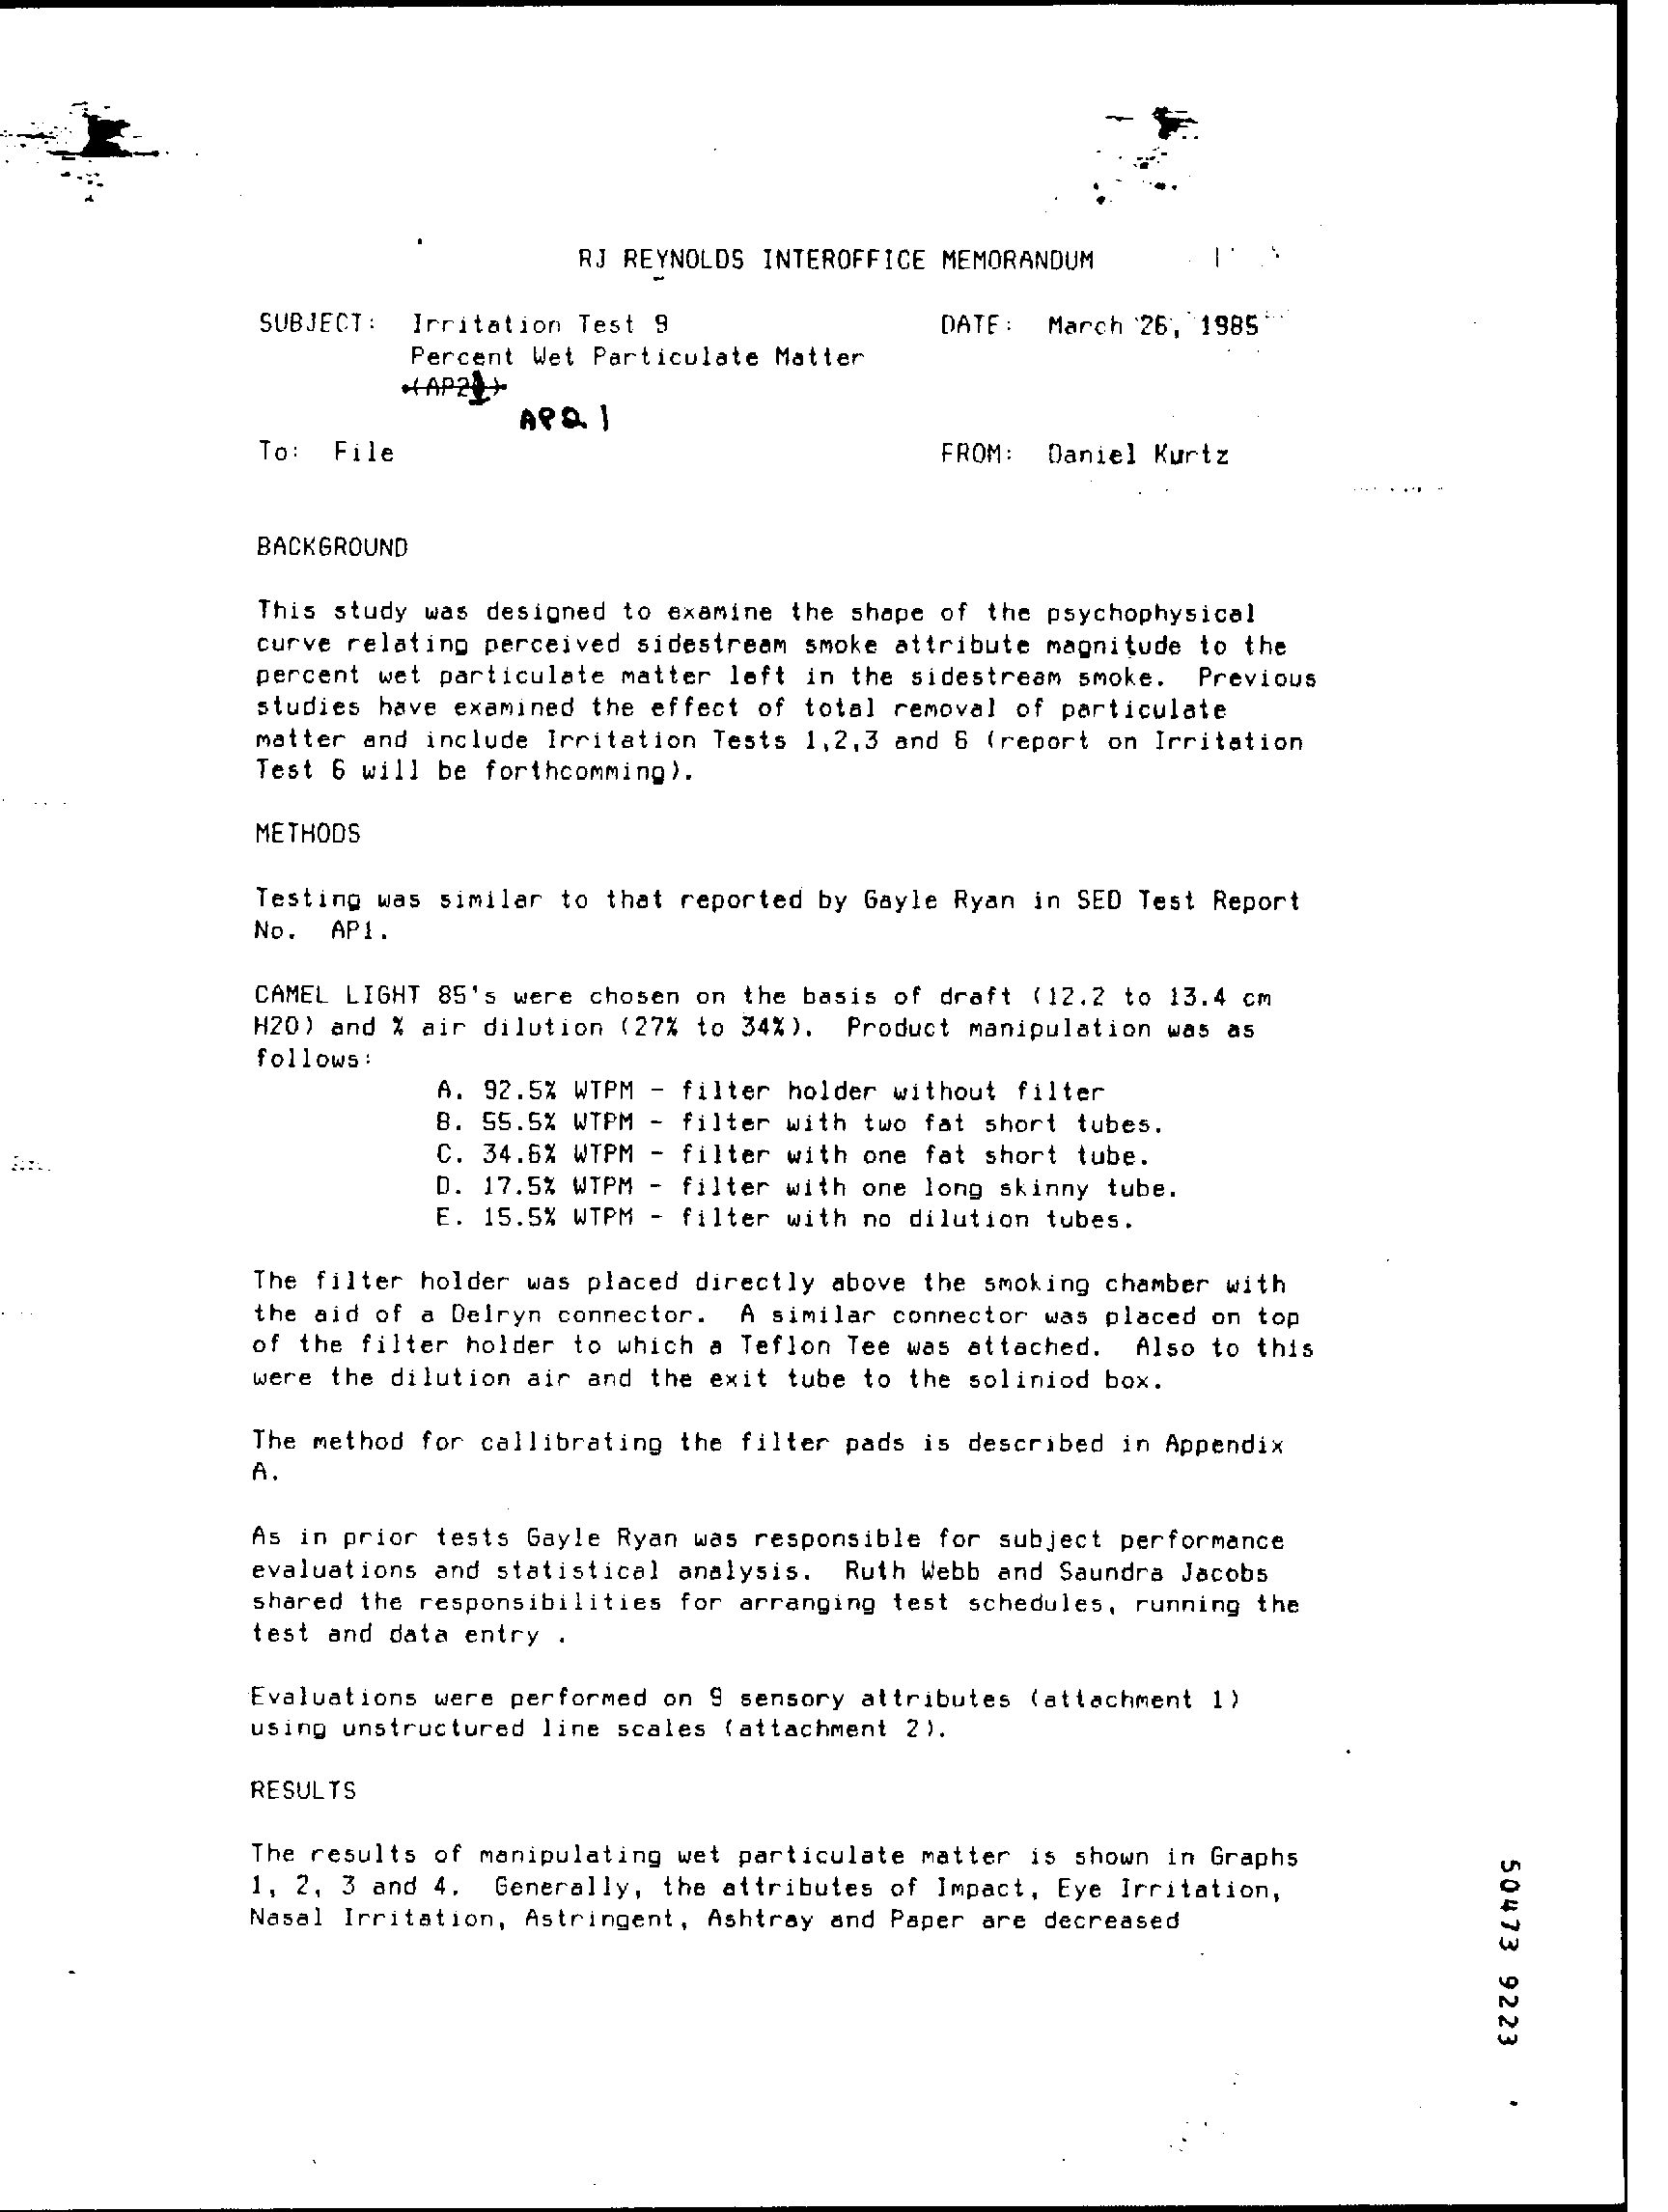 RJ REYNOLDS INTEROFFICE MEMORANDUM
SUBJECT: Irritation Test 9 DATE: March 26, 1985
Percent Wet Particulate Matter
(AP21)
APQ 1
To: File FROM: Daniel Kurtz
BACKGROUND
This study was designed to examine the shape of the psychophysical
curve relating perceived sidestream smoke attribute magnitude to the
percent wet particulate matter left in the sidestream smoke. Previous
studies have examined the effect of total removal of particulate
matter and include Irritation Tests 1,2,3 and 6 (report on Irritation
Test 6 will be forthcomming).
METHODS
Testing was similar to that reported by Gayle Ryan in SED Test Report
No. AP1.
CAMEL LIGHT 85's were chosen on the basis of draft (12.2 to 13.4 cm
H2O) and % air dilution (27% to 34%). Product manipulation was as
follows:
A. 92.5% WTPM - filter holder without filter
B. 55.5% WTPM - filter with two fat short tubes.
C. 34.6% WTPM - filter with one fat short tube.
D. 17.5% WTPM - filter with one long skinny tube.
E. 15.5% WTPM - filter with no dilution tubes.
The filter holder was placed directly above the smoking chamber with
the aid of a Delryn connector. A similar connector was placed on top
of the filter holder to which a Teflon Tee was attached. Also to this
were the dilution air and the exit tube to the soliniod box.
The method for callibrating the filter pads is described in Appendix
A.
As in prior tests Gayle Ryan was responsible for subject performance
evaluations and statistical analysis. Ruth Webb and Saundra Jacobs
shared the responsibilities for arranging test schedules, running the
test and data entry .
Evaluations were performed on 9 sensory attributes (attachment 1)
using unstructured line scales (attachment 2).
RESULTS
The results of manipulating wet particulate matter is shown in Graphs
1, 2, 3 and 4. Generally, the attributes of Impact, Eye Irritation,
Nasal Irritation, Astringent, Ashtray and Paper are decreased
50473 9223